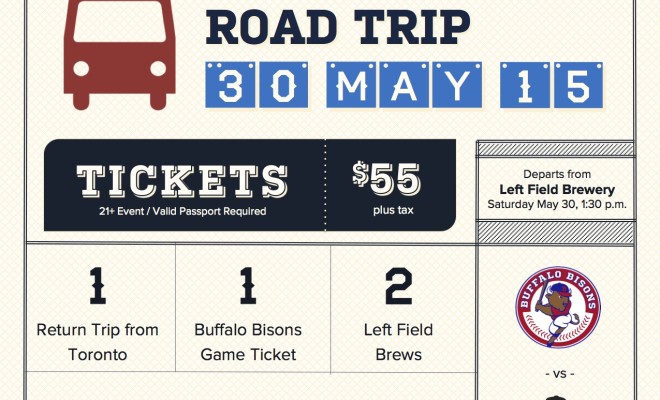 ROAD TRIP
30 MAY 15
TICKETS
21+ Event / Valid Passport Required
$55
plus tax
Departs from
Left Field Brewery
Saturday May 30, 1:30 p.m.
1
Return Trip from
Toronto
1
Buffalo Bisons
Game Ticket
2
Left Field
Brews
BUFFALO BISONS
- vs -